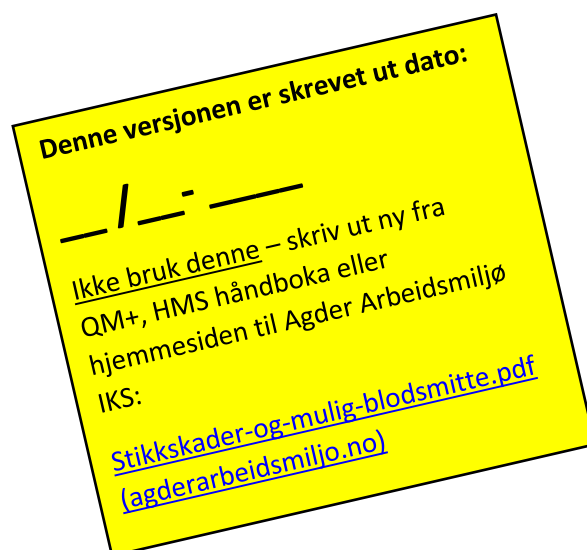 Denne versjonen er skrevet ut dato:
__ /__- ____
Ikke bruk denne – skriv ut ny fra
QM+, HMS håndboka eller
hjemmesiden til Agder Arbeidsmiljø
IKS:
Stikkskader-og-mulig-blodsmitte.pdf
(agderarbeidsmiljo.no)